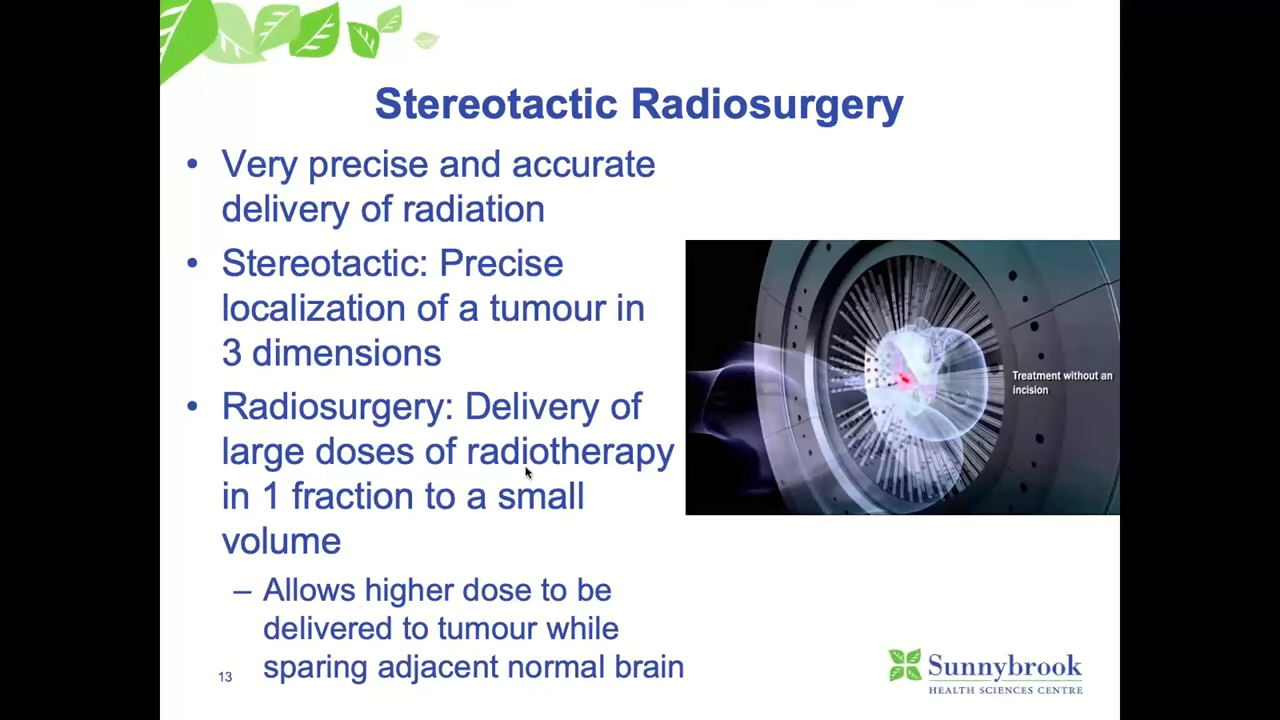 Stereotactic Radiosurgery
• Very precise and accurate
delivery of radiation
• Stereotactic: Precise
localization of a tumour in
3 dimensions
• Radiosurgery: Delivery of
large doses of radiotherapy
in 1 fraction to a small
volume
– Allows higher dose to be
delivered to tumour while
sparing adjacent normal brain
Treatment without an
incision
13
Sunnybrook
HEALTH SCIENCES CENTRE